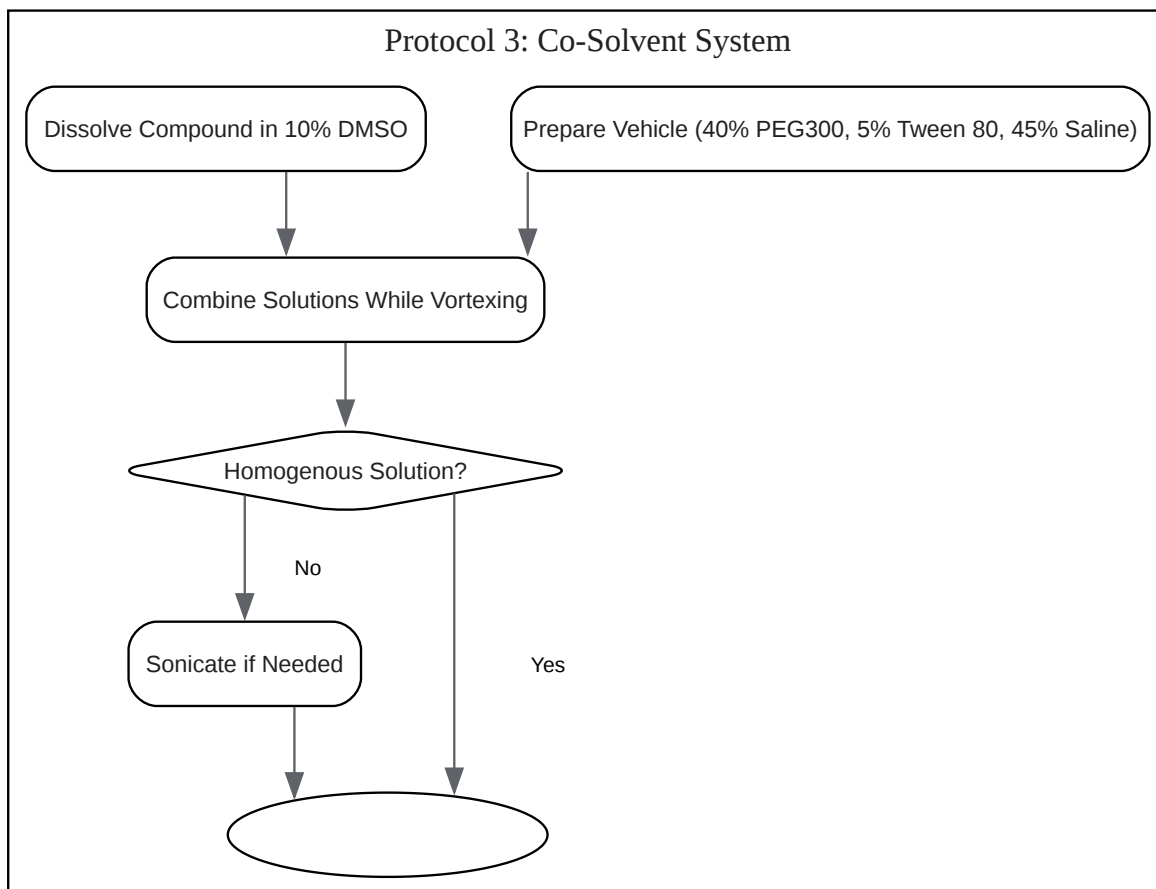 Protocol 3: Co-Solvent System
Dissolve Compound in 10% DMSO
Prepare Vehicle (40% PEG300, 5% Tween 80, 45% Saline)
Combine Solutions While Vortexing
Homogenous Solution?
No
Sonicate if Needed
Yes